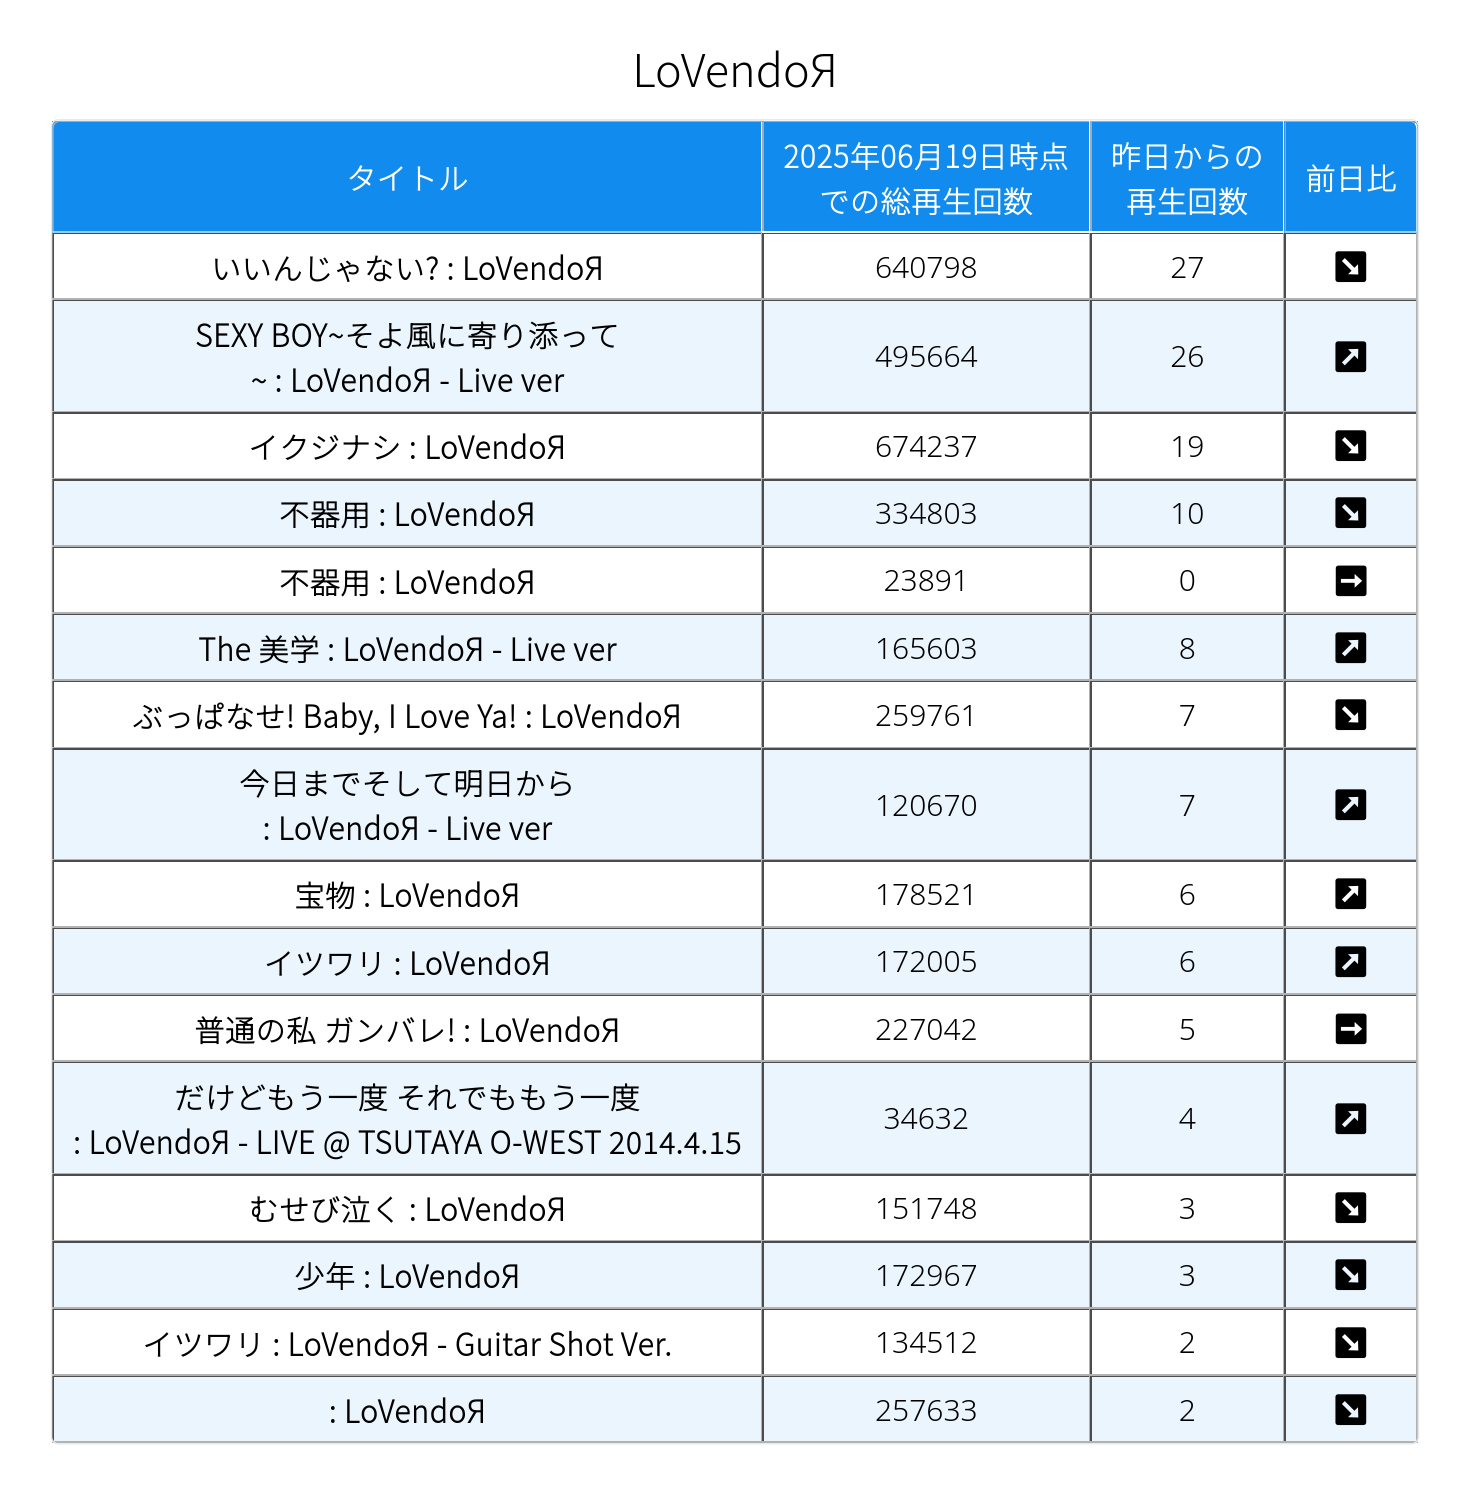 LoVendoЯ
タイトル
2025年06月19日時点
での総再生回数
昨日からの
再生回数
前日比
いいんじゃない? : LoVendoЯ 640798 27 ↘
SEXY BOY~そよ風に寄り添って
~ : LoVendoЯ - Live ver 495664 26 ↗
イクジナシ : LoVendoЯ 674237 19 ↘
不器用 : LoVendoЯ 334803 10 ↘
不器用 : LoVendoЯ 23891 0 →
The 美学 : LoVendoЯ - Live ver 165603 8 ↗
ぶっぱなせ! Baby, I Love Ya! : LoVendoЯ 259761 7 ↘
今日までそして明日から
: LoVendoЯ - Live ver 120670 7 ↗
宝物 : LoVendoЯ 178521 6 ↗
イツワリ : LoVendoЯ 172005 6 ↗
普通の私 ガンバレ! : LoVendoЯ 227042 5 →
だけどもう一度 それでももう一度
: LoVendoЯ - LIVE @ TSUTAYA O-WEST 2014.4.15 34632 4 ↗
むせび泣く : LoVendoЯ 151748 3 ↘
少年 : LoVendoЯ 172967 3 ↘
イツワリ : LoVendoЯ - Guitar Shot Ver. 134512 2 ↘
: LoVendoЯ 257633 2 ↘